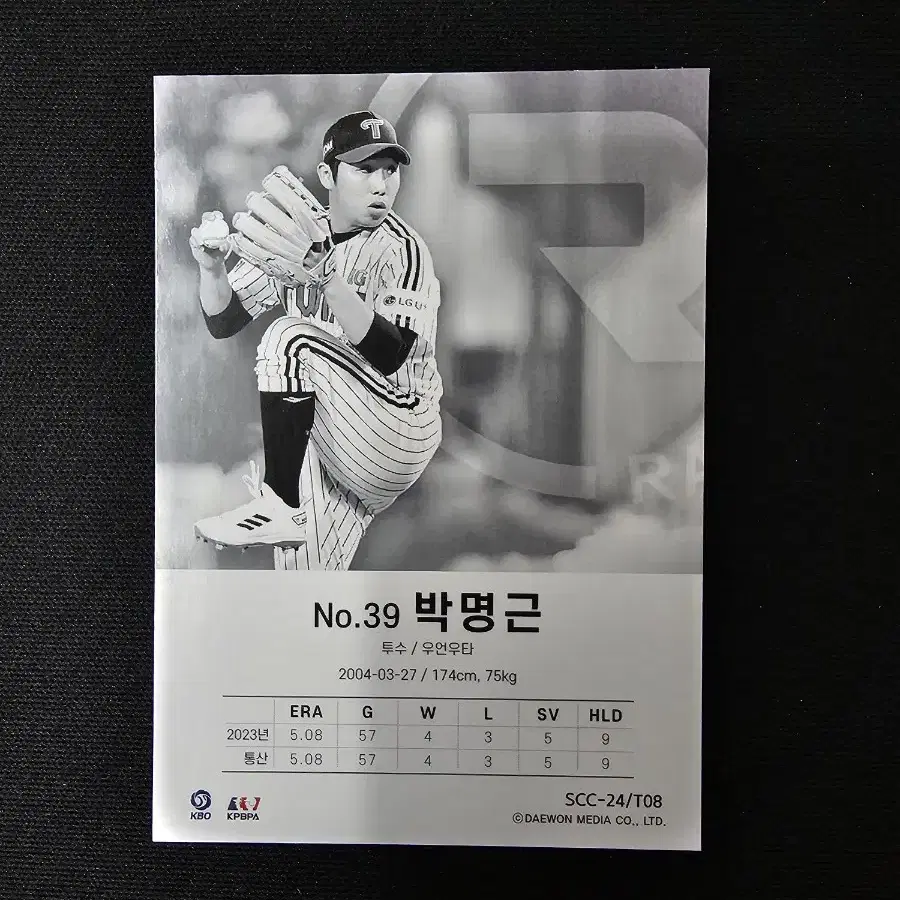 T
LG U+
RA
No.39 박명근
투수 / 우언우타
2004-03-27 / 174cm, 75kg
ERA G W L SV HLD
2023년 5.08 57 4 3 5 9
통산 5.08 57 4 3 5 9
SCC-24/T08
KBO KPBPA
©DAEWON MEDIA CO., LTD.